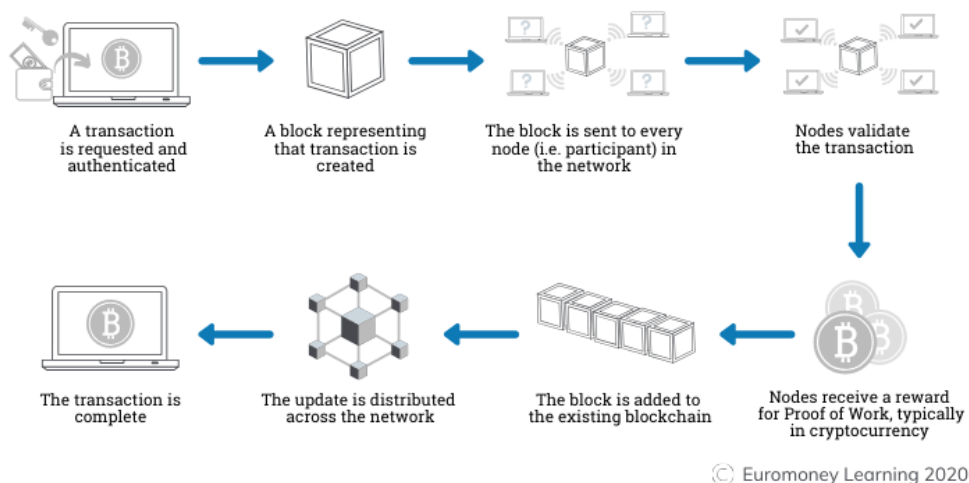 A transaction
is requested and
authenticated
A block representing
that transaction is
created
The block is sent to every
node (i.e. participant) in
the network
Nodes validate
the transaction
Nodes receive a reward
for Proof of Work, typically
in cryptocurrency
The block is added to
the existing blockchain
The update is distributed
across the network
The transaction is
complete
© Euromoney Learning 2020